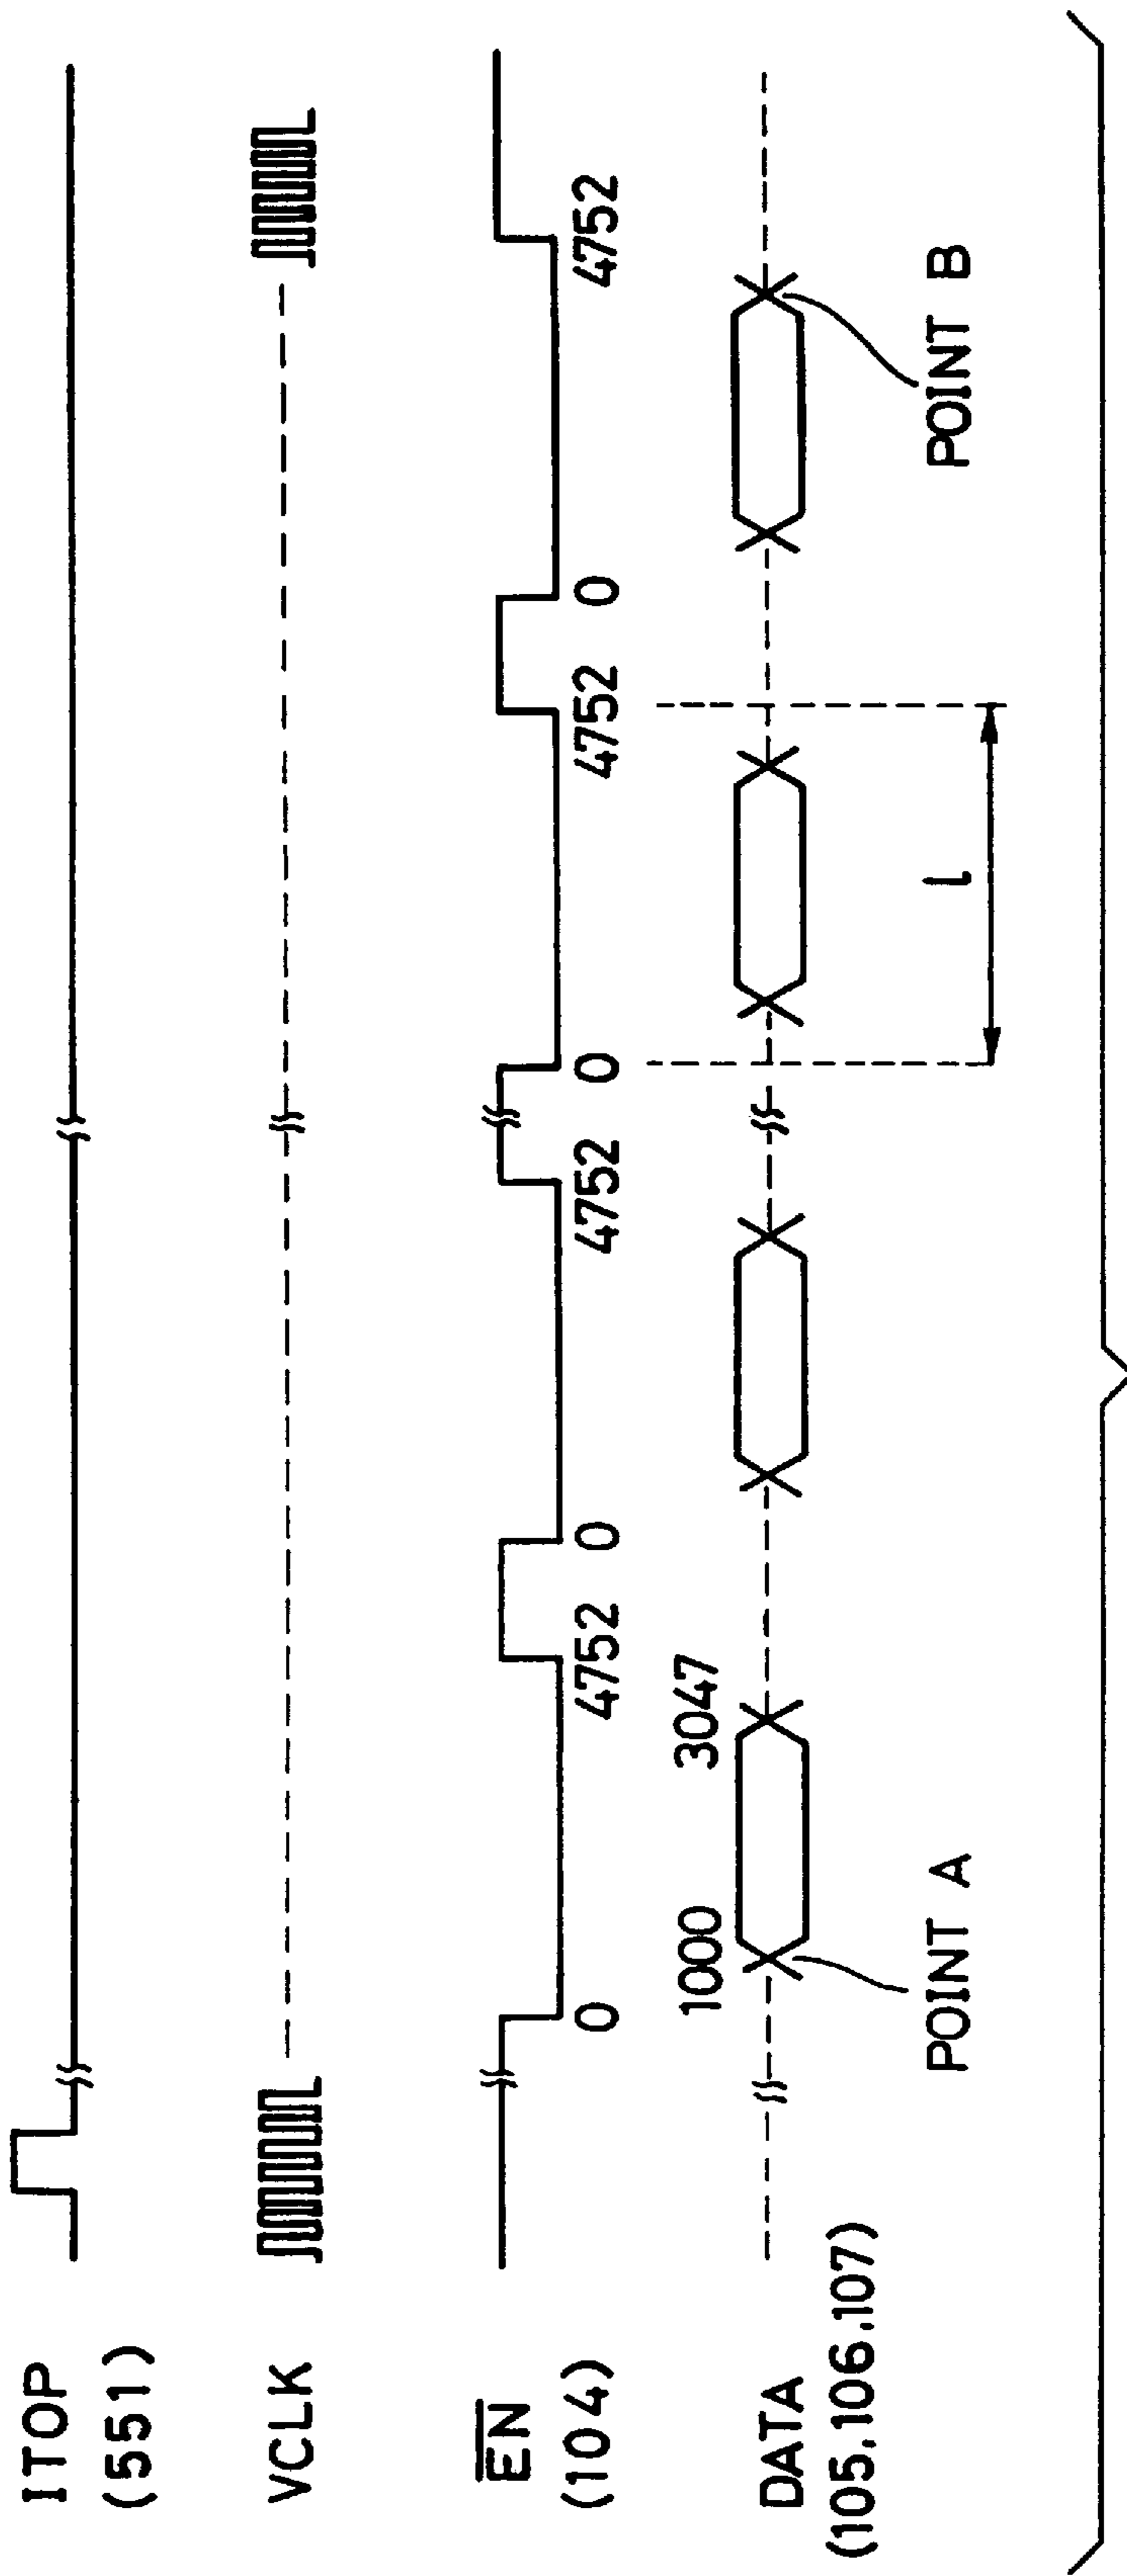 ITOP
(551)
VCLK
E̅N̅
(104)
0 4752 0 4752 0 4752 0 4752
DATA
(105,106,107)
1000 3047
POINT A
l
POINT B